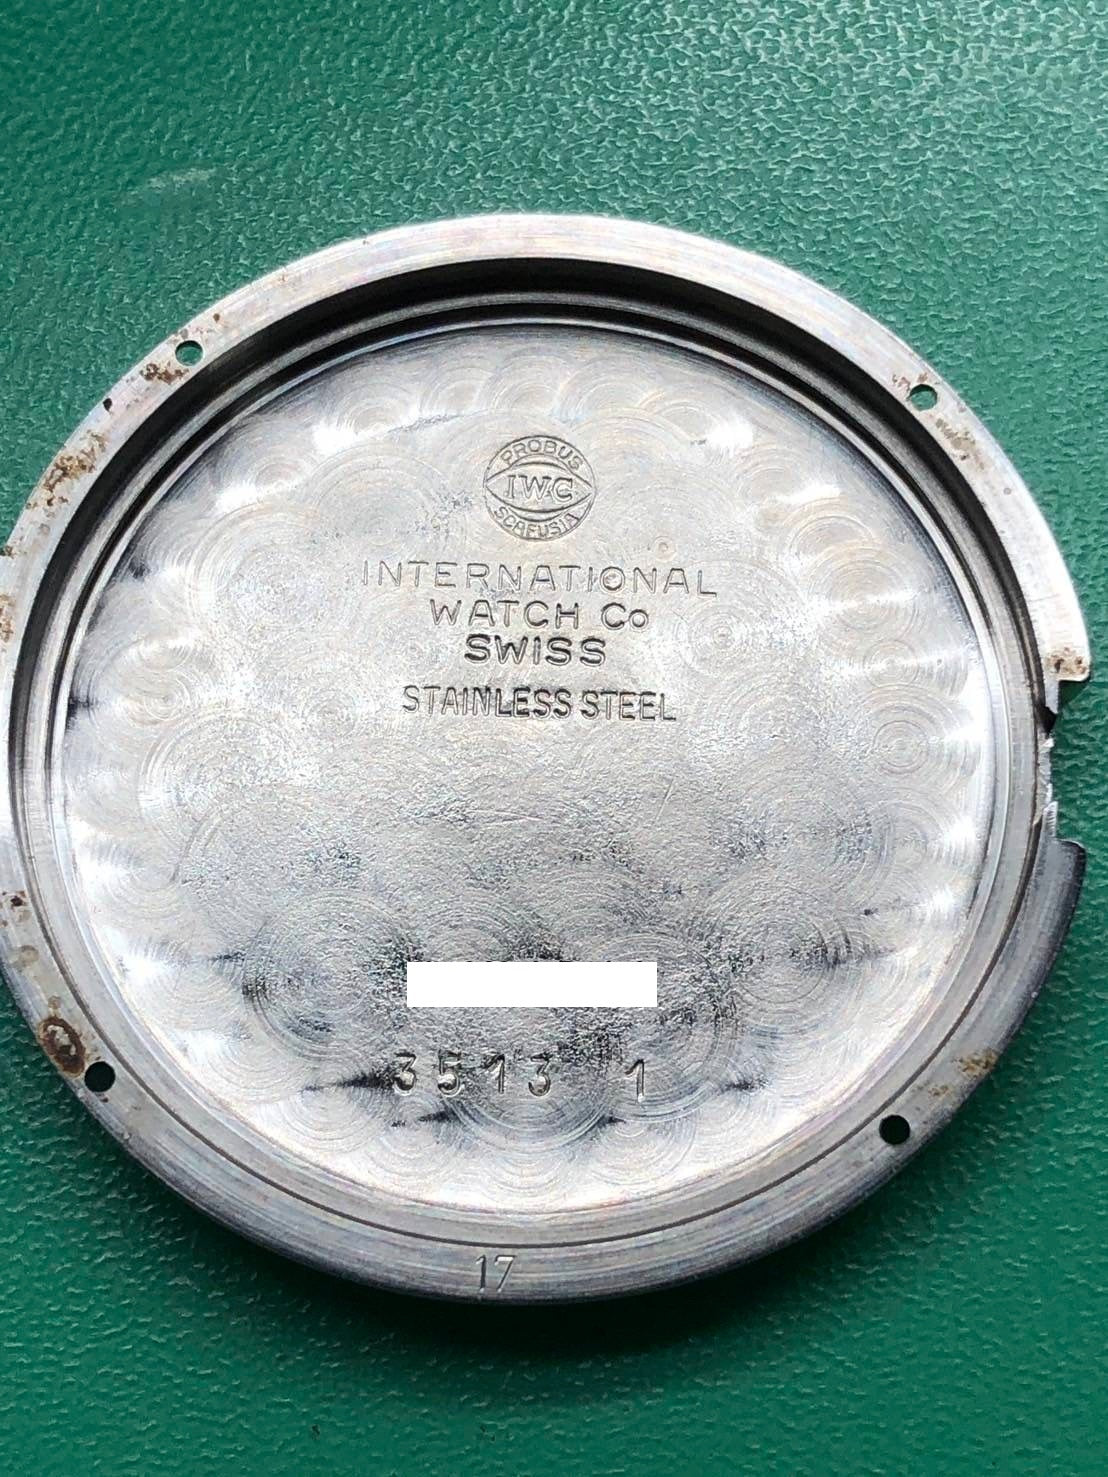 PROBUS
IWC
SCAFUSIA
INTERNATIONAL
WATCH Co
SWISS
STAINLESS STEEL
3513 1
17